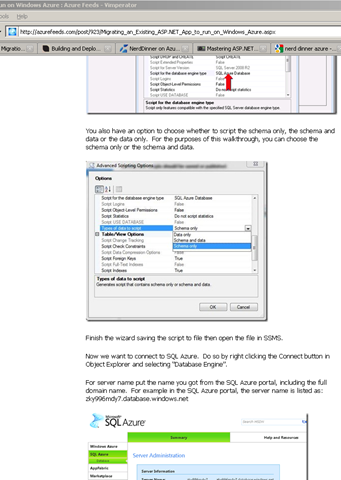 un on Windows Azure : Azure Feeds - Vimperator
ools Help
http://azurefeeds.com/post/923/Migrating_an_Existing_ASP.NET_App_to_run_on_Windows_Azure.aspx
Migratio...
Building and Deplo...
NerdDinner on Azu...
Mastering ASP.NET...
nerd dinner azure - ...
Script Extended Properties False
Script for Server Version SQL Server 2008 R2
Script for the database engine type SQL Azure Database
Script Logins False
Script Object-Level Permissions False
Script Statistics Do not script statistics
Script USE DATABASE False
Script for the database engine type
Script only features compatible with the specified SQL Server database engine type.
You also have an option to choose whether to script the schema only, the schema and
data or the data only. For the purposes of this walkthrough, you can choose the
schema only or the schema and data.
Advanced Scripting Options
Options
Script for the database engine type SQL Azure Database
Script Logins False
Script Object-Level Permissions False
Script Statistics Do not script statistics
Script USE DATABASE False
Types of data to script Schema only
Table/View Options Data only
Script Change Tracking Schema and data
Script Check Constraints Schema only
Script Data Compression Options False
Script Foreign Keys True
Script Full-Text Indexes False
Script Indexes True
Types of data to script
Generates script that contains schema only or schema and data.
OK Cancel
Finish the wizard saving the script to file then open the file in SSMS.
Now we want to connect to SQL Azure. Do so by right clicking the Connect button in
Object Explorer and selecting "Database Engine".
For server name put the name you got from the SQL Azure portal, including the full
domain name. For example in the SQL Azure portal, the server name is listed as:
zky996mdy7.database.windows.net
Microsoft
SQL Azure
Summary Help and Resources
Windows Azure
SQL Azure
Server Administration
AppFabric
Server Information
Marketplace